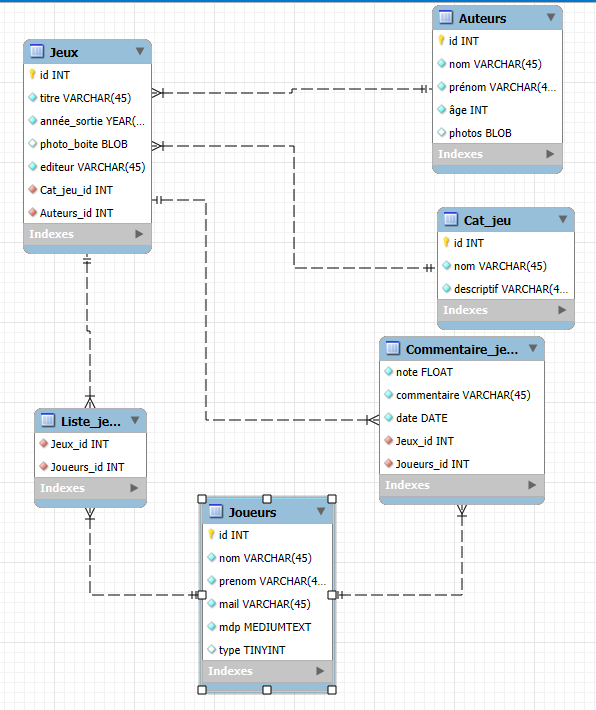 Jeux
id INT
titre VARCHAR(45)
année_sortie YEAR(...
photo_boite BLOB
editeur VARCHAR(45)
Cat_jeu_id INT
Auteurs_id INT
Indexes
Auteurs
id INT
nom VARCHAR(45)
prénom VARCHAR(4...
âge INT
photos BLOB
Indexes
Cat_jeu
id INT
nom VARCHAR(45)
descriptif VARCHAR(4...
Indexes
Commentaire_je...
note FLOAT
commentaire VARCHAR(45)
date DATE
Jeux_id INT
Joueurs_id INT
Indexes
Liste_je...
Jeux_id INT
Joueurs_id INT
Indexes
Joueurs
id INT
nom VARCHAR(45)
prenom VARCHAR(4...
mail VARCHAR(45)
mdp MEDIUMTEXT
type TINYINT
Indexes